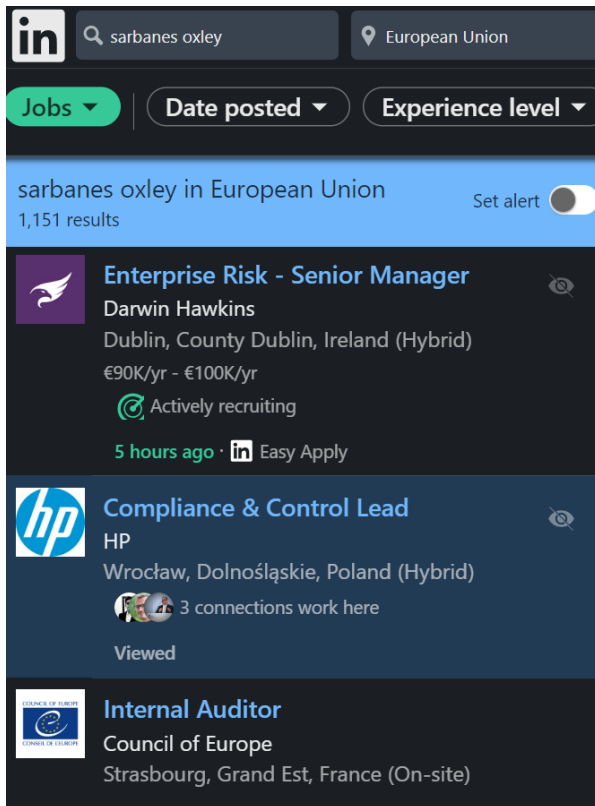 in sarbanes oxley European Union
Jobs Date posted Experience level
sarbanes oxley in European Union
Set alert
1,151 results
Enterprise Risk - Senior Manager
Darwin Hawkins
Dublin, County Dublin, Ireland (Hybrid)
€90K/yr - €100K/yr
Actively recruiting
5 hours ago · in Easy Apply
hp
Compliance & Control Lead
HP
Wrocław, Dolnośląskie, Poland (Hybrid)
3 connections work here
Viewed
COUNCIL OF EUROPE
CONSEIL DE L'EUROPE
Internal Auditor
Council of Europe
Strasbourg, Grand Est, France (On-site)